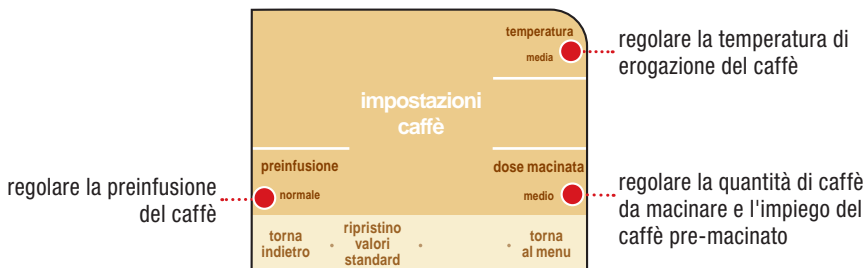 temperatura
media
regolare la temperatura di
erogazione del caffè
impostazioni
caffè
preinfusione
normale
regolare la preinfusione
del caffè
dose macinata
medio
regolare la quantità di caffè
da macinare e l'impiego del
caffè pre-macinato
torna
indietro
ripristino
valori
standard
torna
al menu